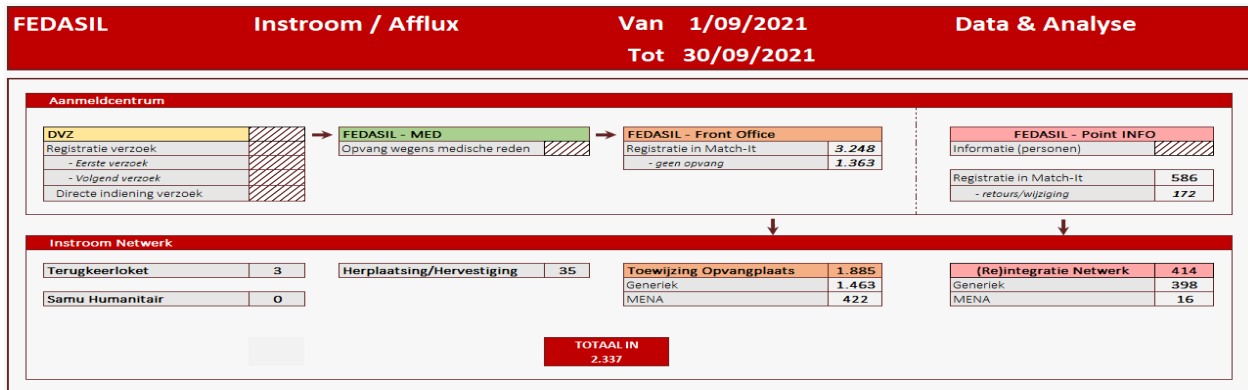 FEDASIL Instroom / Afflux Van 1/09/2021 Data & Analyse
Tot 30/09/2021
Aanmeldcentrum
DVZ FEDASIL - MED FEDASIL - Front Office FEDASIL - Point INFO
Registratie verzoek Opvang wegens medische reden Registratie in Match-It 3.248 Informatie (personen)
- Eerste verzoek - geen opvang 1.363
- Volgend verzoek Registratie in Match-It 586
Directe indiening verzoek - retours/wijziging 172
Instroom Netwerk
Terugkeerloket 3 Herplaatsing/Hervestiging 35 Toewijzing Opvangplaats 1.885 (Re)integratie Netwerk 414
Generiek 1.463 Generiek 398
Samu Humanitair 0 MENA 422 MENA 16
TOTAAL IN
2.337